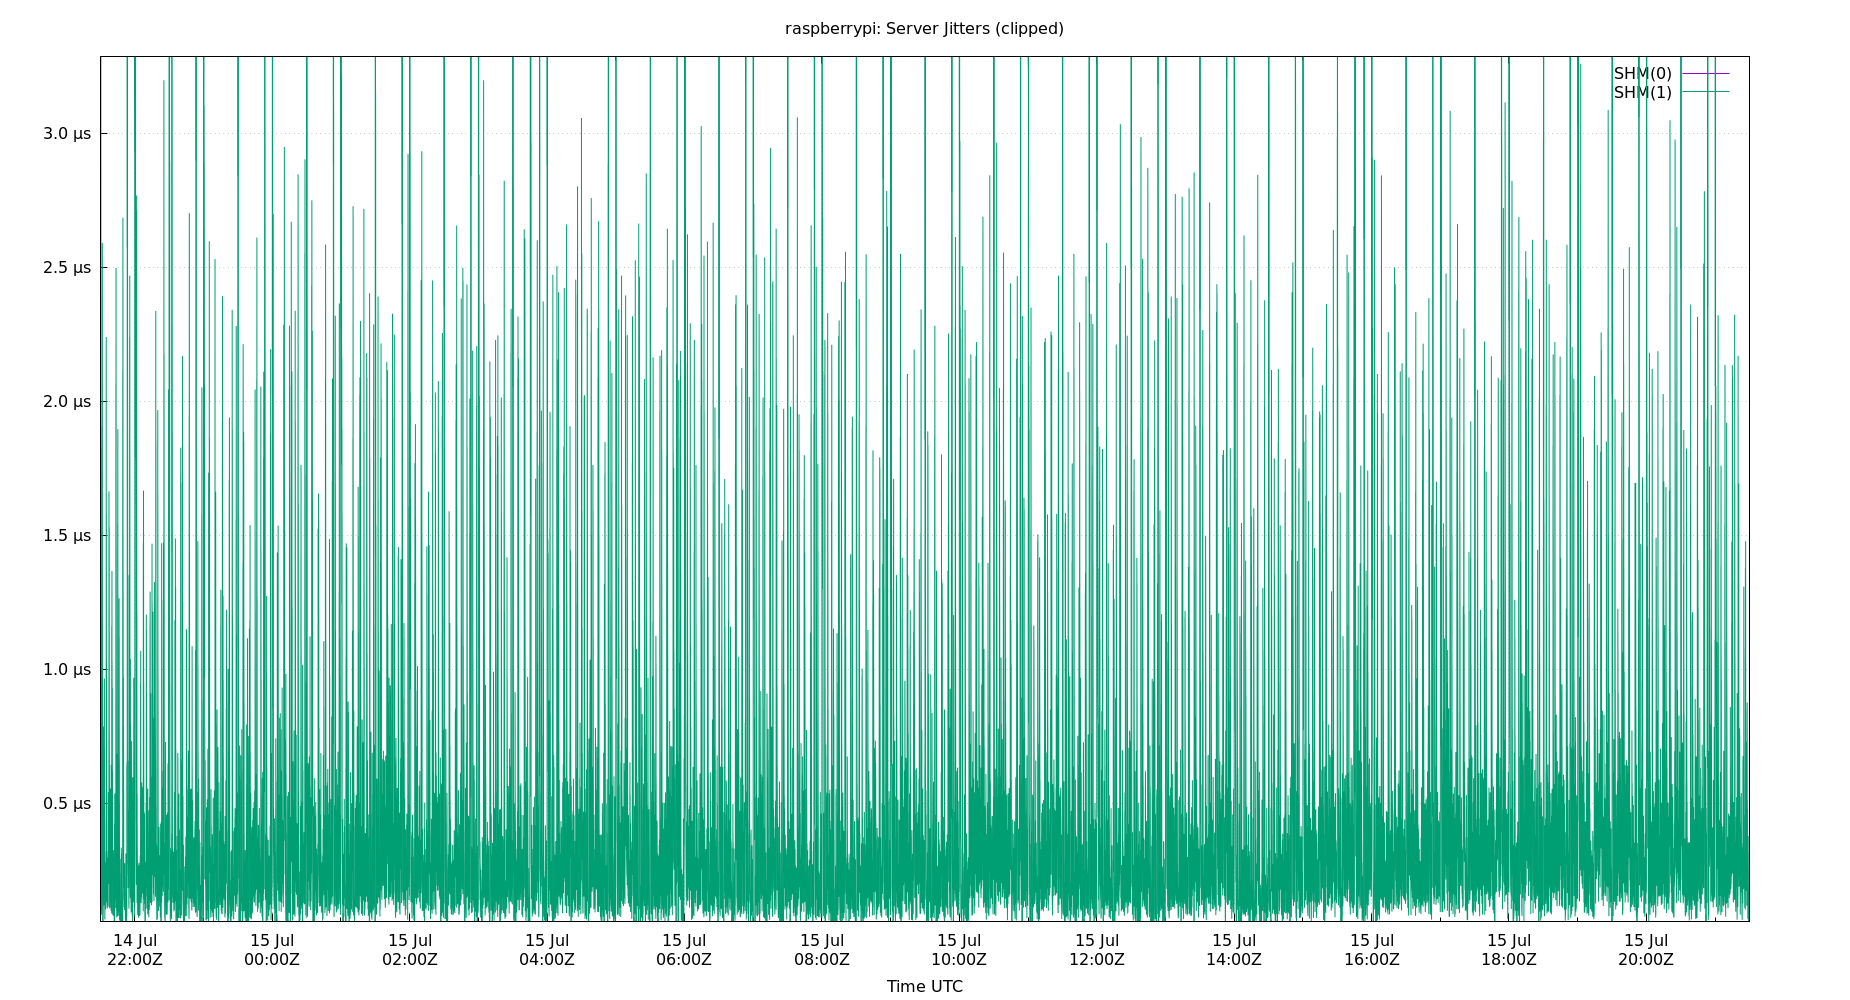 raspberrypi: Server Jitters (clipped)
SHM(0)
SHM(1)
3.0 µs
2.5 µs
2.0 µs
1.5 µs
1.0 µs
0.5 µs
14 Jul 15 Jul 15 Jul 15 Jul 15 Jul 15 Jul 15 Jul 15 Jul 15 Jul 15 Jul 15 Jul 15 Jul
22:00Z 00:00Z 02:00Z 04:00Z 06:00Z 08:00Z 10:00Z 12:00Z 14:00Z 16:00Z 18:00Z 20:00Z
Time UTC